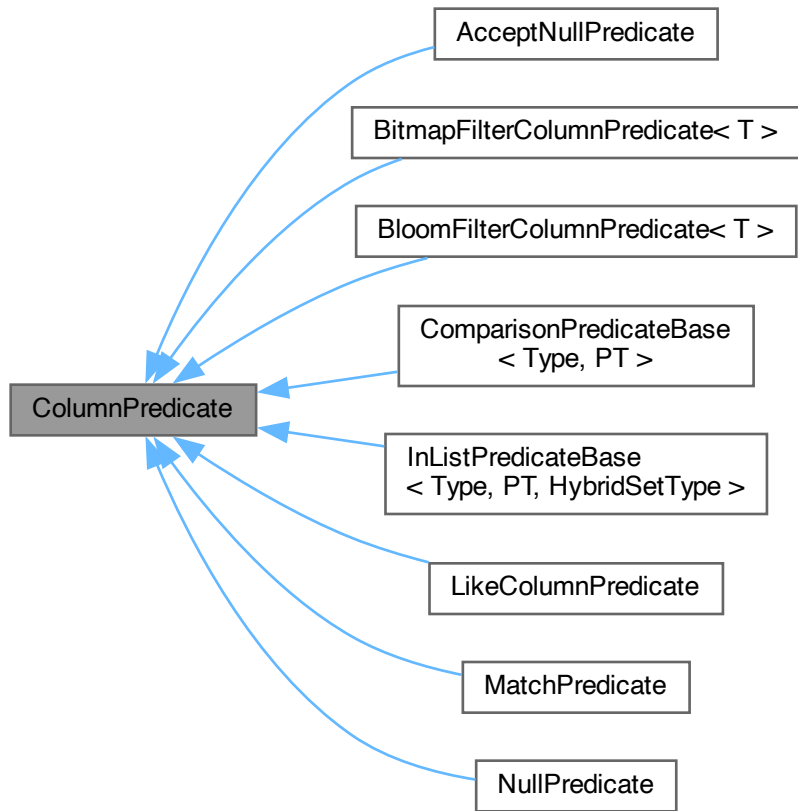 AcceptNullPredicate
BitmapFilterColumnPredicate< T >
BloomFilterColumnPredicate< T >
ComparisonPredicateBase
< Type, PT >
ColumnPredicate
InListPredicateBase
< Type, PT, HybridSetType >
LikeColumnPredicate
MatchPredicate
NullPredicate